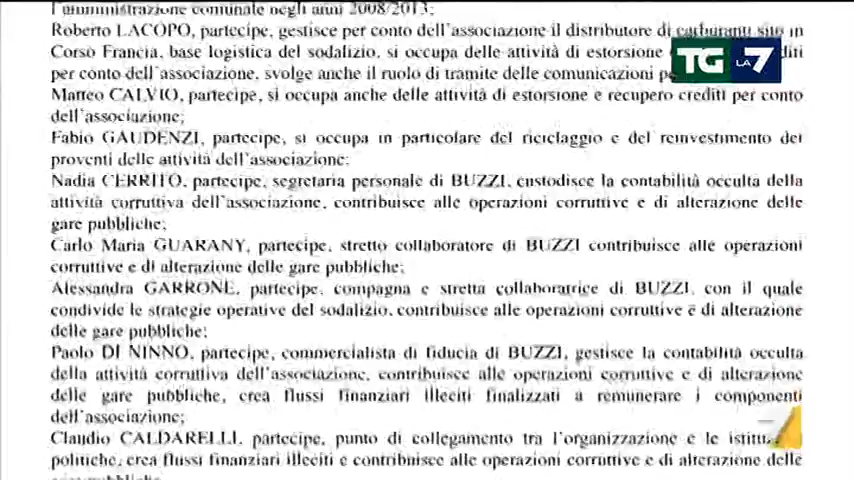 l'amministrazione comunale negli anni 2008/2013;
Roberto LACOPO, partecipe, gestisce per conto dell'associazione il distributore di carburanti sito in
Corso Francia, base logistica del sodalizio, si occupa delle attività di estorsione
per conto dell'associazione, svolge anche il ruolo di tramite delle comunicazioni
Matteo CALVIO, partecipe, si occupa anche delle attività di estorsione e recupero crediti per conto
dell'associazione;
Fabio GAUDENZI, partecipe, si occupa in particolare del riciclaggio e del reinvestimento dei
proventi delle attività dell'associazione;
Nadia CERRITO, partecipe, segretaria personale di BUZZI, custodisce la contabilità occulta della
attività corruttiva dell'associazione, contribuisce alle operazioni corruttive e di alterazione delle
gare pubbliche;
Carlo Maria GUARANY, partecipe, stretto collaboratore di BUZZI contribuisce alle operazioni
corruttive e di alterazione delle gare pubbliche;
Alessandra GARRONE, partecipe, compagna e stretta collaboratrice di BUZZI, con il quale
condivide le strategie operative del sodalizio, contribuisce alle operazioni corruttive e di alterazione
delle gare pubbliche;
Paolo DI NINNO, partecipe, commercialista di fiducia di BUZZI, gestisce la contabilità occulta
della attività corruttiva dell'associazione, contribuisce alle operazioni corruttive e di alterazione
delle gare pubbliche, crea flussi finanziari illeciti finalizzati a remunerare i componenti
dell'associazione;
Claudio CALDARELLI, partecipe, punto di collegamento tra l'organizzazione e le
politiche, crea flussi finanziari illeciti e contribuisce alle operazioni corruttive e di alterazione delle
TG LA 7